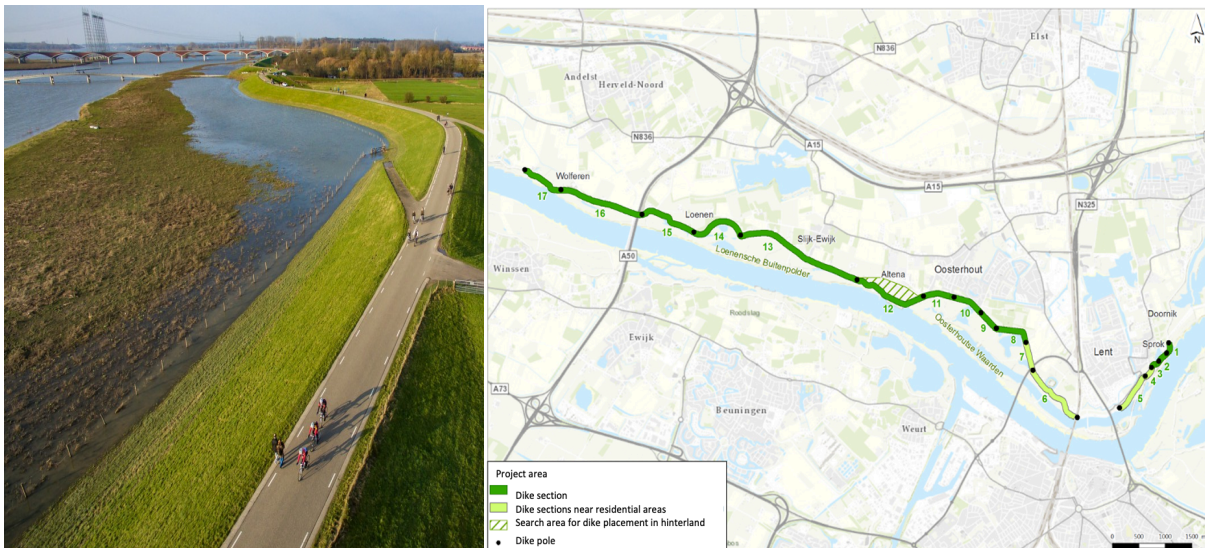 N
Elst
N836
Andelst
Herveld-Noord
N836
A15
A15
N325
Wolferen
17
16
Loenen
15
14
13
Slijk-Ewijk
Loenensche Buitenpolder
A50
Winssen
Altena
Oosterhout
12
11
10
9
8
7
Oosterhoutse Waarden
Roodslag
Ewijk
Doornik
Sprok
1
2
3
4
5
Lent
6
A73
Beuningen
Weurt
Project area
Dike section
Dike sections near residential areas
Search area for dike placement in hinterland
Dike pole
0 500 1000 1500